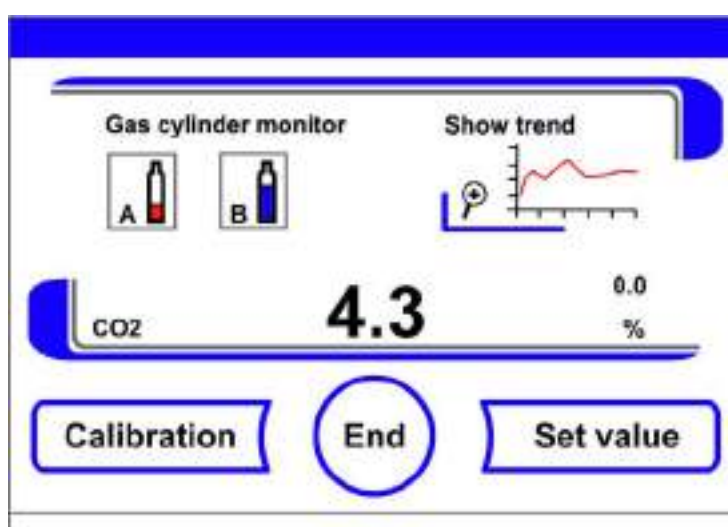 Gas cylinder monitor
Show trend
A
B
0.0
CO2
4.3
%
Calibration
End
Set value